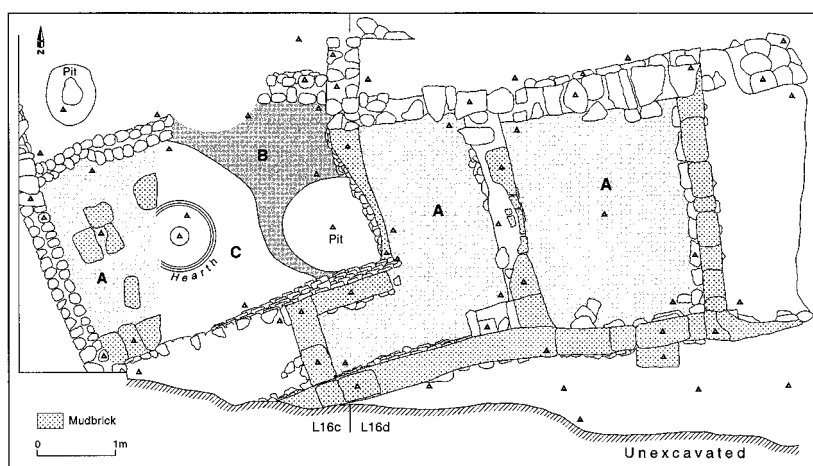 N
Pit
B
A
A
A
C
Hearth
Pit
Mudbrick
0 1m
L16c L16d
Unexcavated